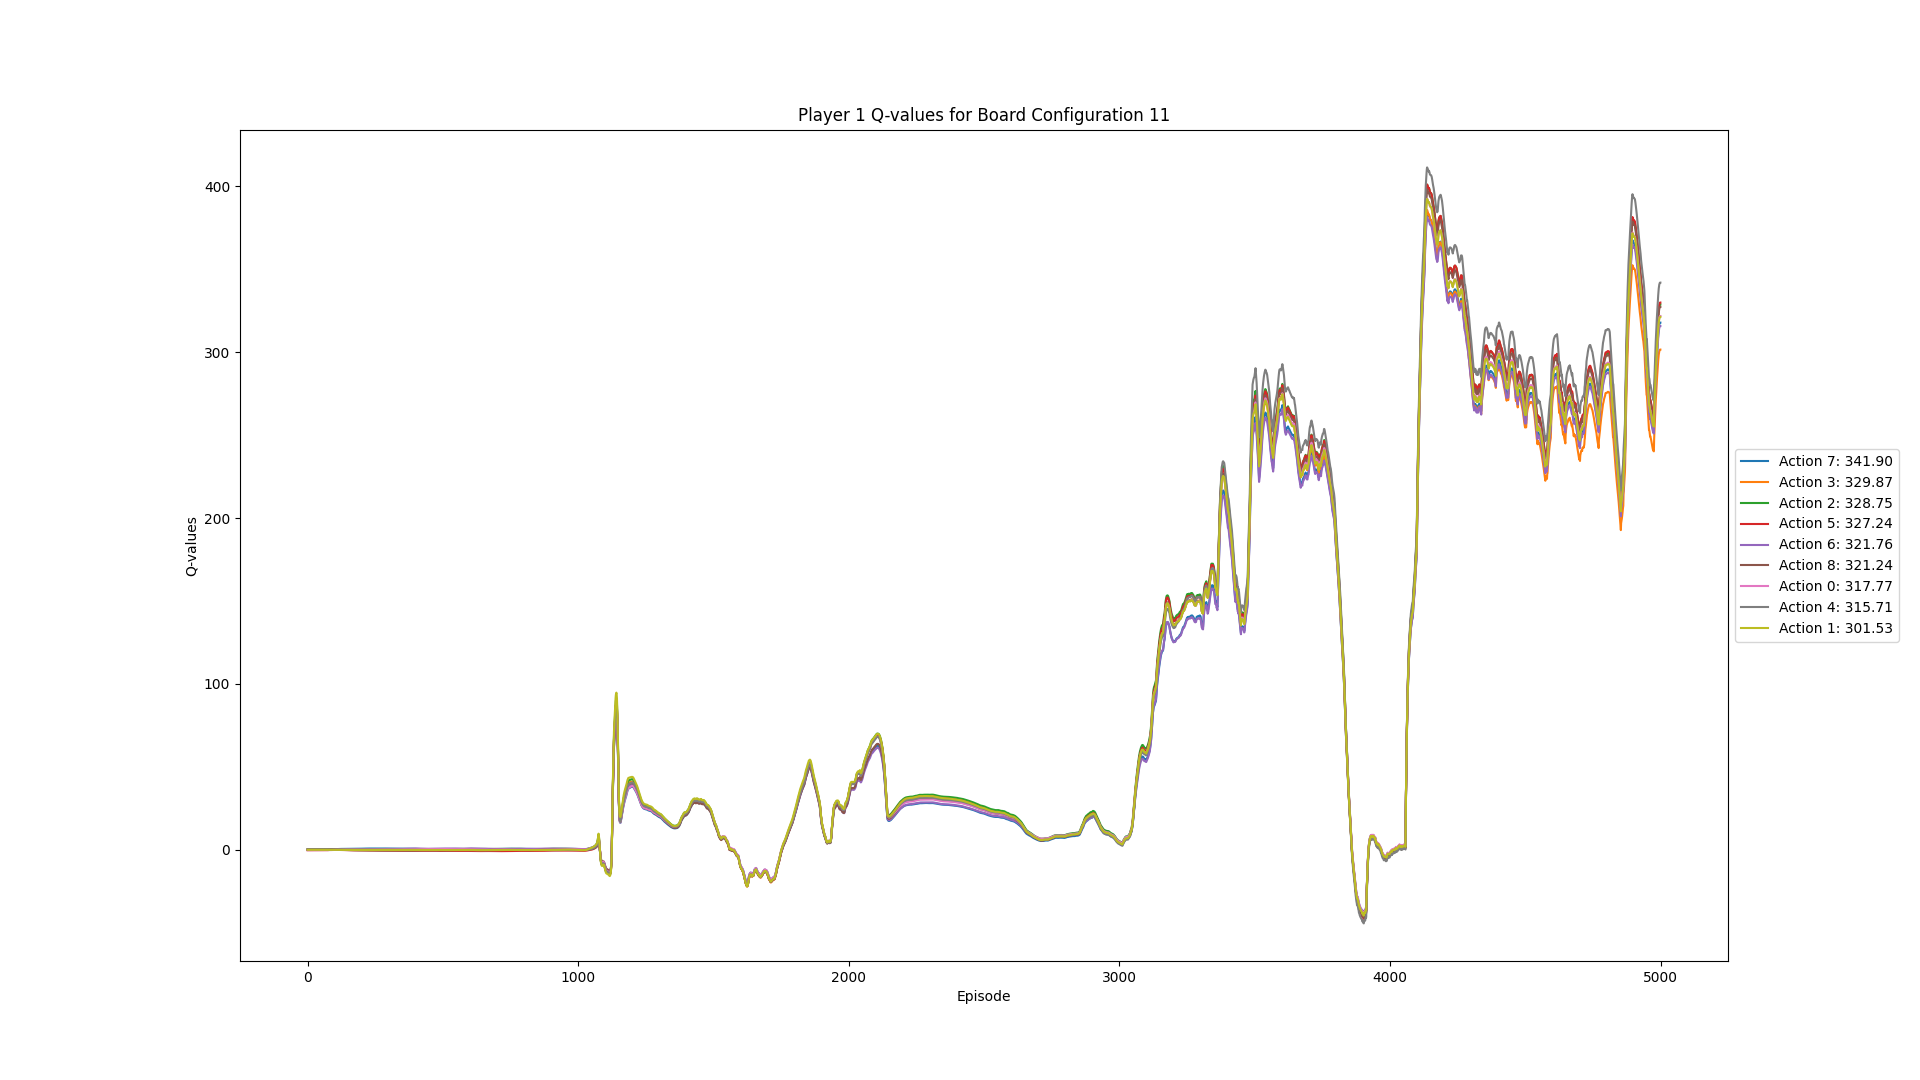 Player 1 Q-values for Board Configuration 11
400
300
200
100
0
Q-values
0
1000
2000
3000
4000
5000
Episode
Action 7: 341.90
Action 3: 329.87
Action 2: 328.75
Action 5: 327.24
Action 6: 321.76
Action 8: 321.24
Action 0: 317.77
Action 4: 315.71
Action 1: 301.53